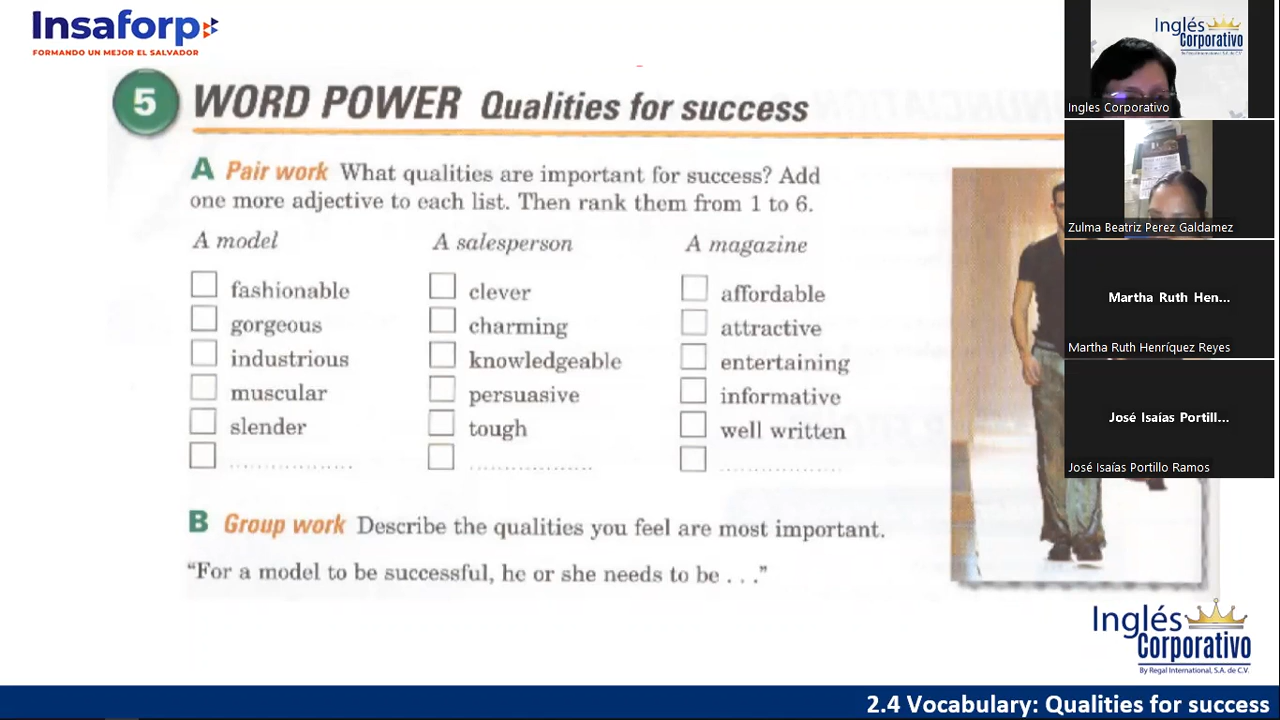 Insaforp
FORMANDO UN MEJOR EL SALVADOR
5 WORD POWER Qualities for success
A Pair work What qualities are important for success? Add
one more adjective to each list. Then rank them from 1 to 6.
A model
fashionable
gorgeous
industrious
muscular
slender
A salesperson
clever
charming
knowledgeable
persuasive
tough
A magazine
affordable
attractive
entertaining
informative
well written
B Group work Describe the qualities you feel are most important.
“For a model to be successful, he or she needs to be . . .”
Inglés
Corporativo
By Regal International, S.A. de C.V.
Ingles Corporativo
Zulma Beatriz Perez Galdamez
Martha Ruth Hen...
Martha Ruth Henríquez Reyes
José Isaías Portill...
José Isaías Portillo Ramos
Inglés
Corporativo
By Regal International, S.A. de C.V.
2.4 Vocabulary: Qualities for success